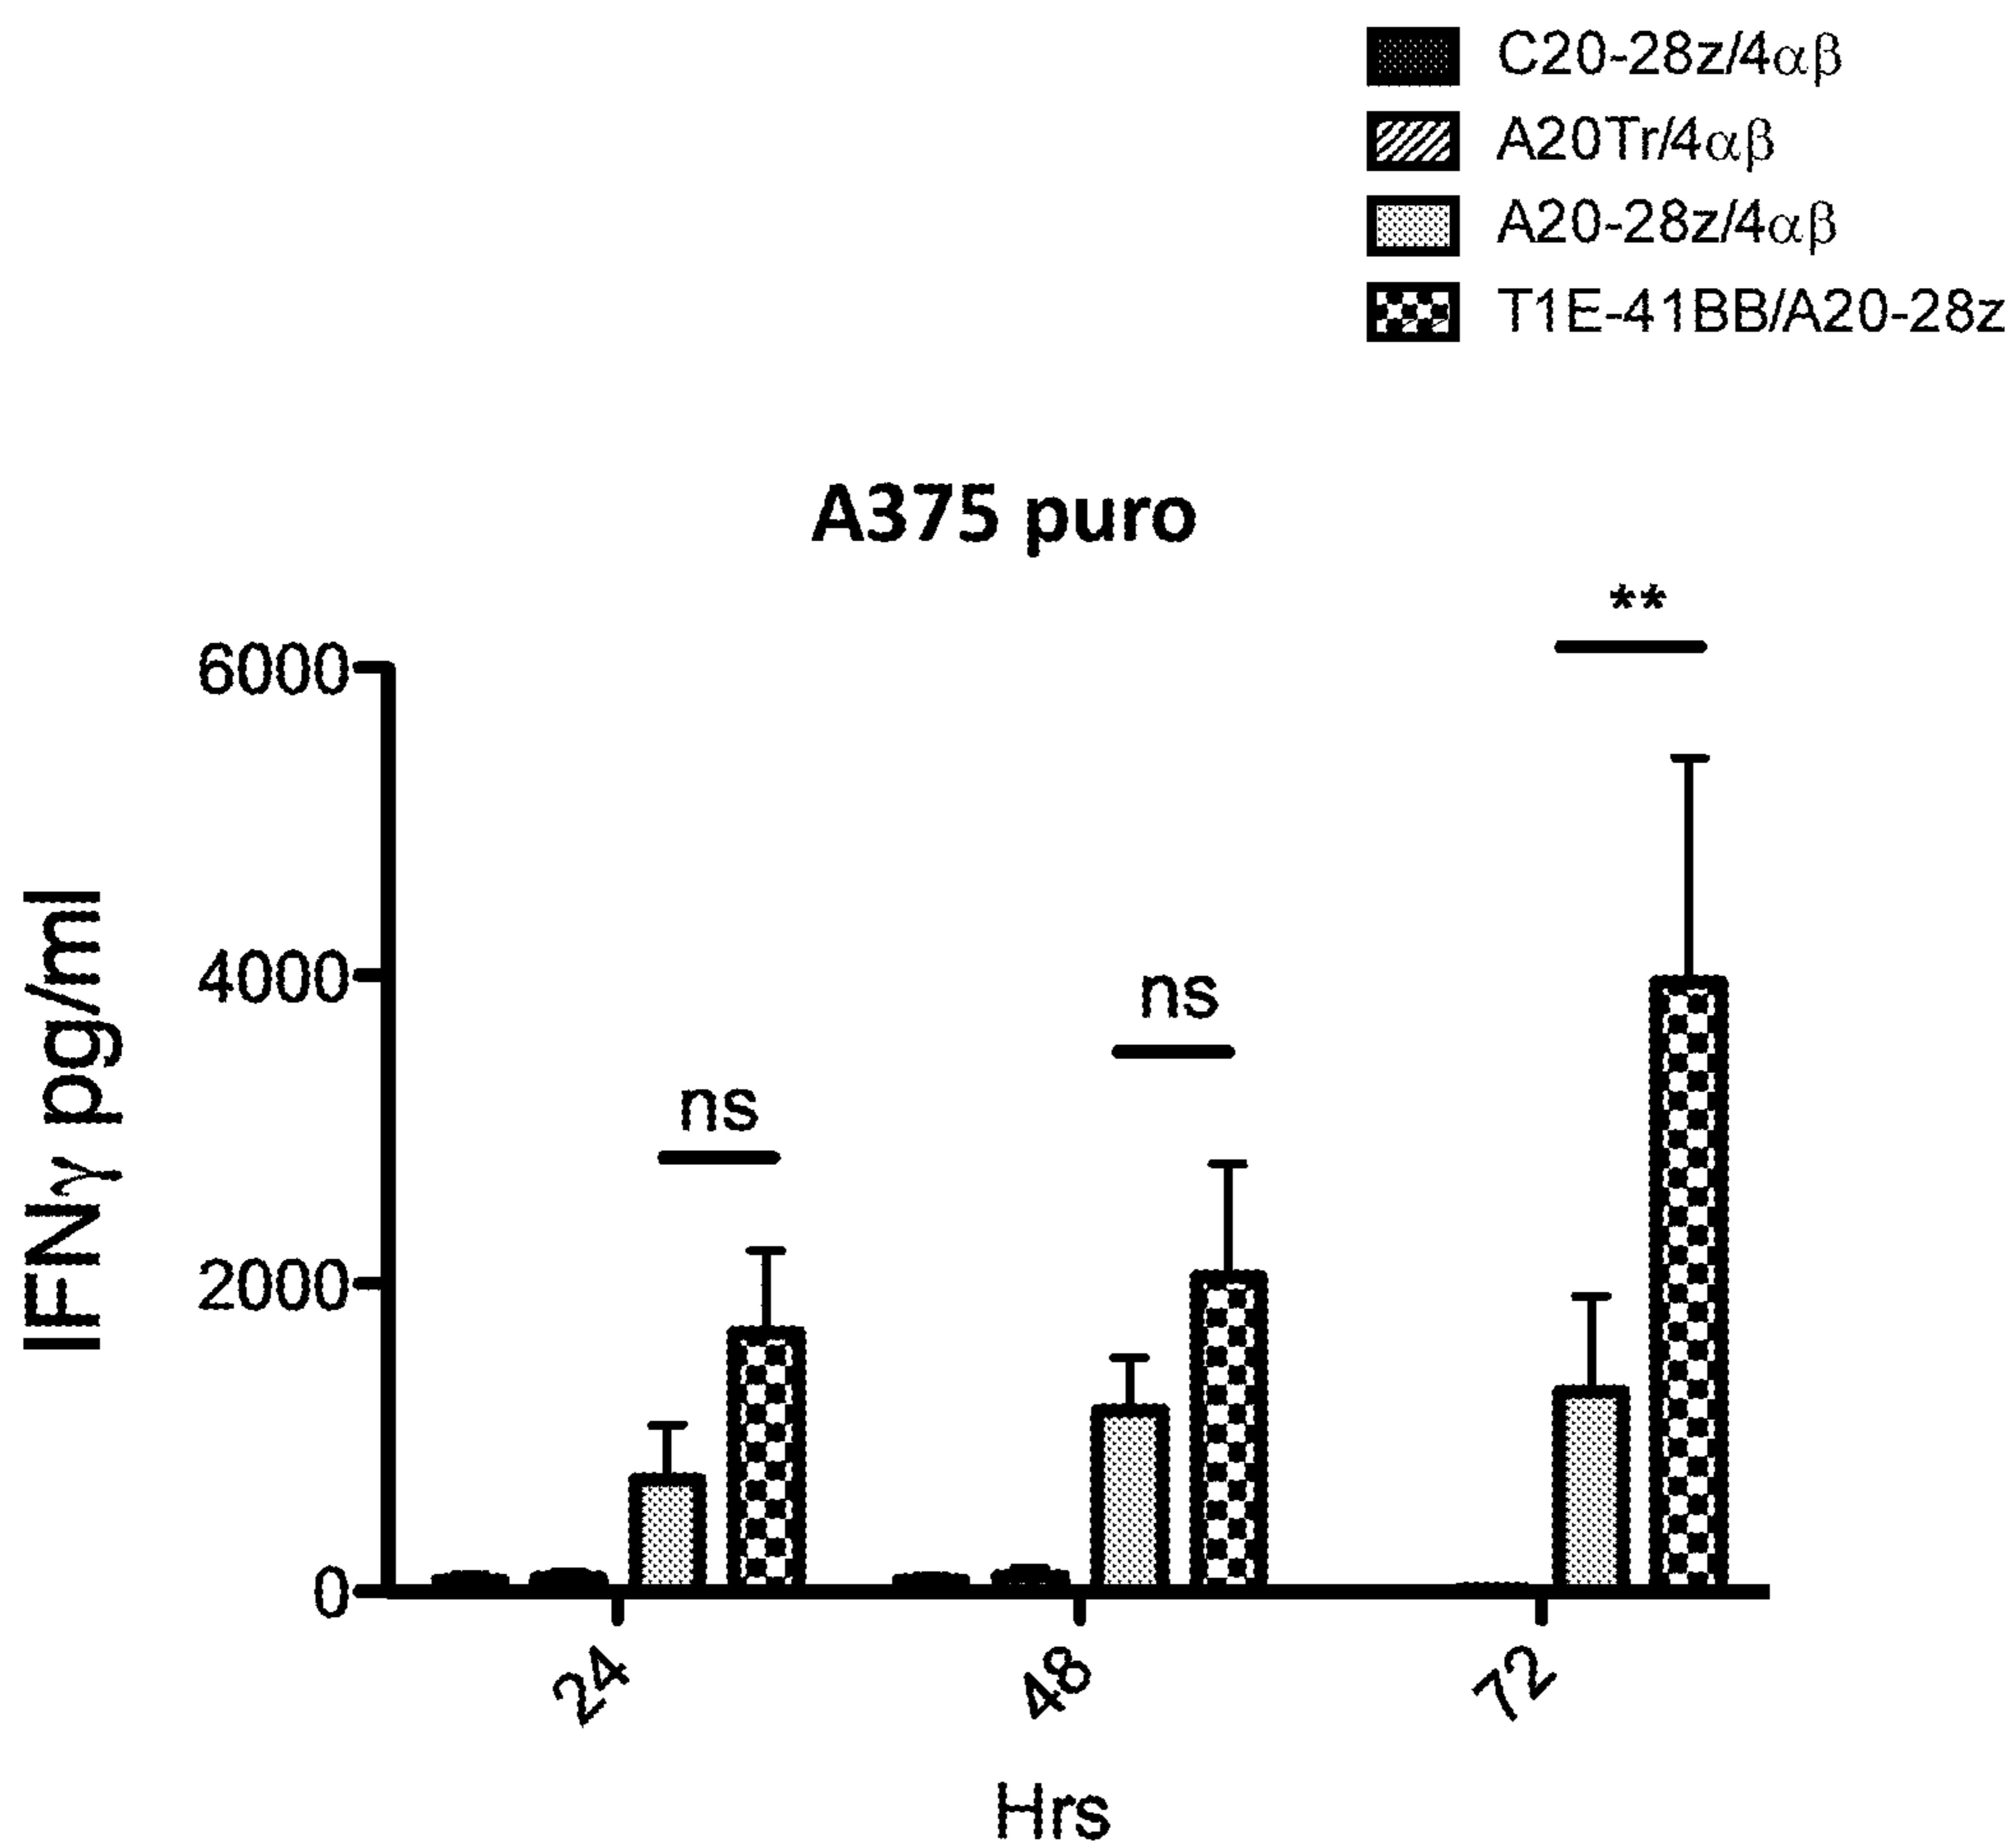 C20-28z/4αβ
A20Tr/4αβ
A20-28z/4αβ
T1E-41BB/A20-28z
A375 puro
**
6000
4000
ns
ns
2000
0
IFNγ pg/ml
24
48
72
Hrs